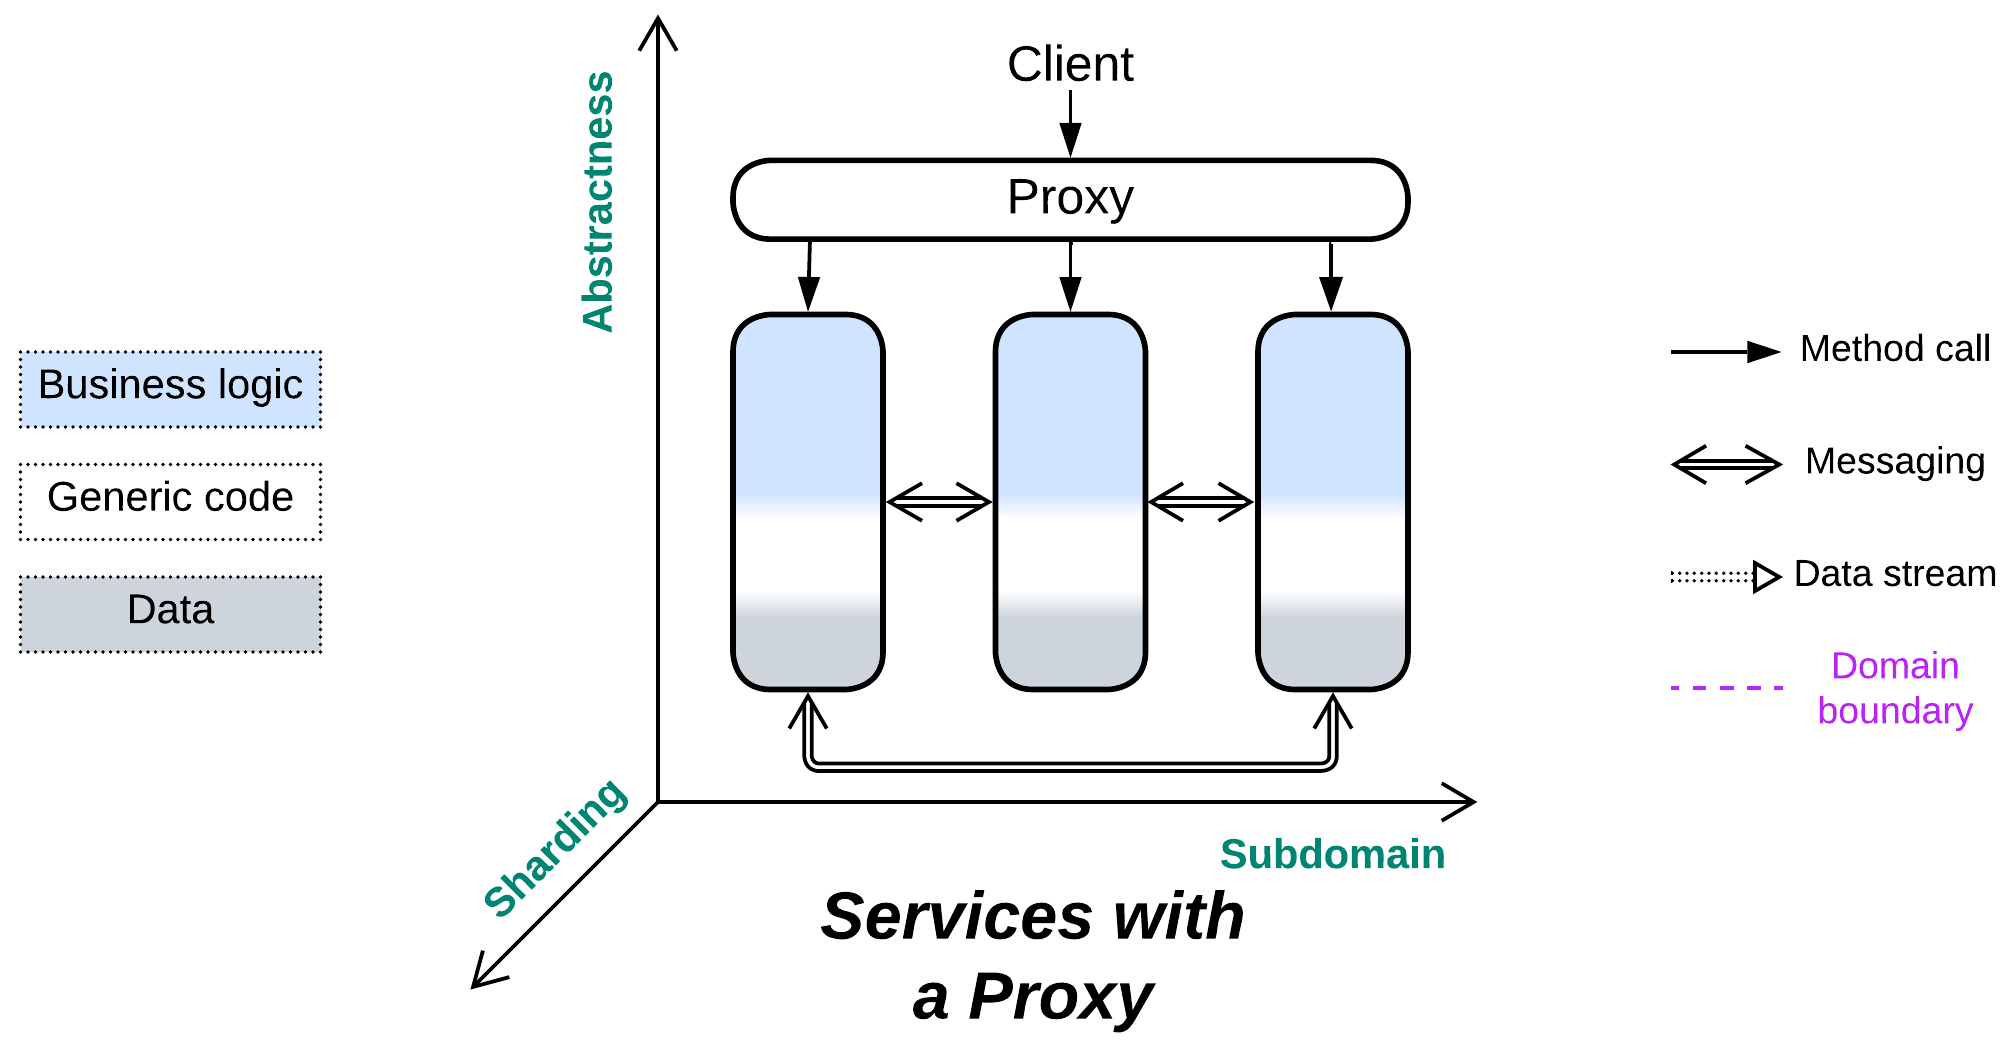 Client
Proxy
Abstractness
Business logic
Generic code
Data
Method call
Messaging
Data stream
Domain
boundary
Sharding
Subdomain
Services with
a Proxy